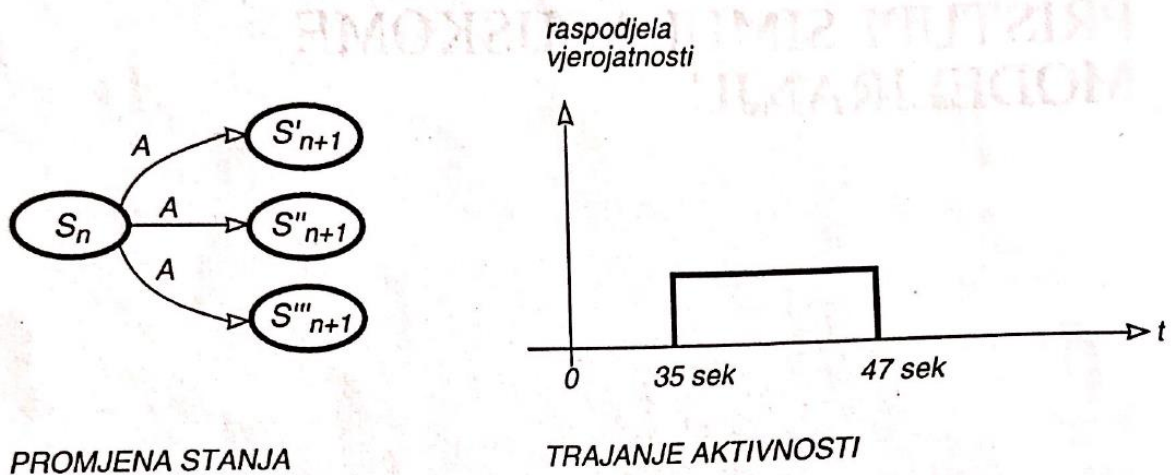 raspodjela
vjerojatnosti
A
S'n+1
Sn
A
S''n+1
A
S'''n+1
0
35 sek
47 sek
t
PROMJENA STANJA
TRAJANJE AKTIVNOSTI